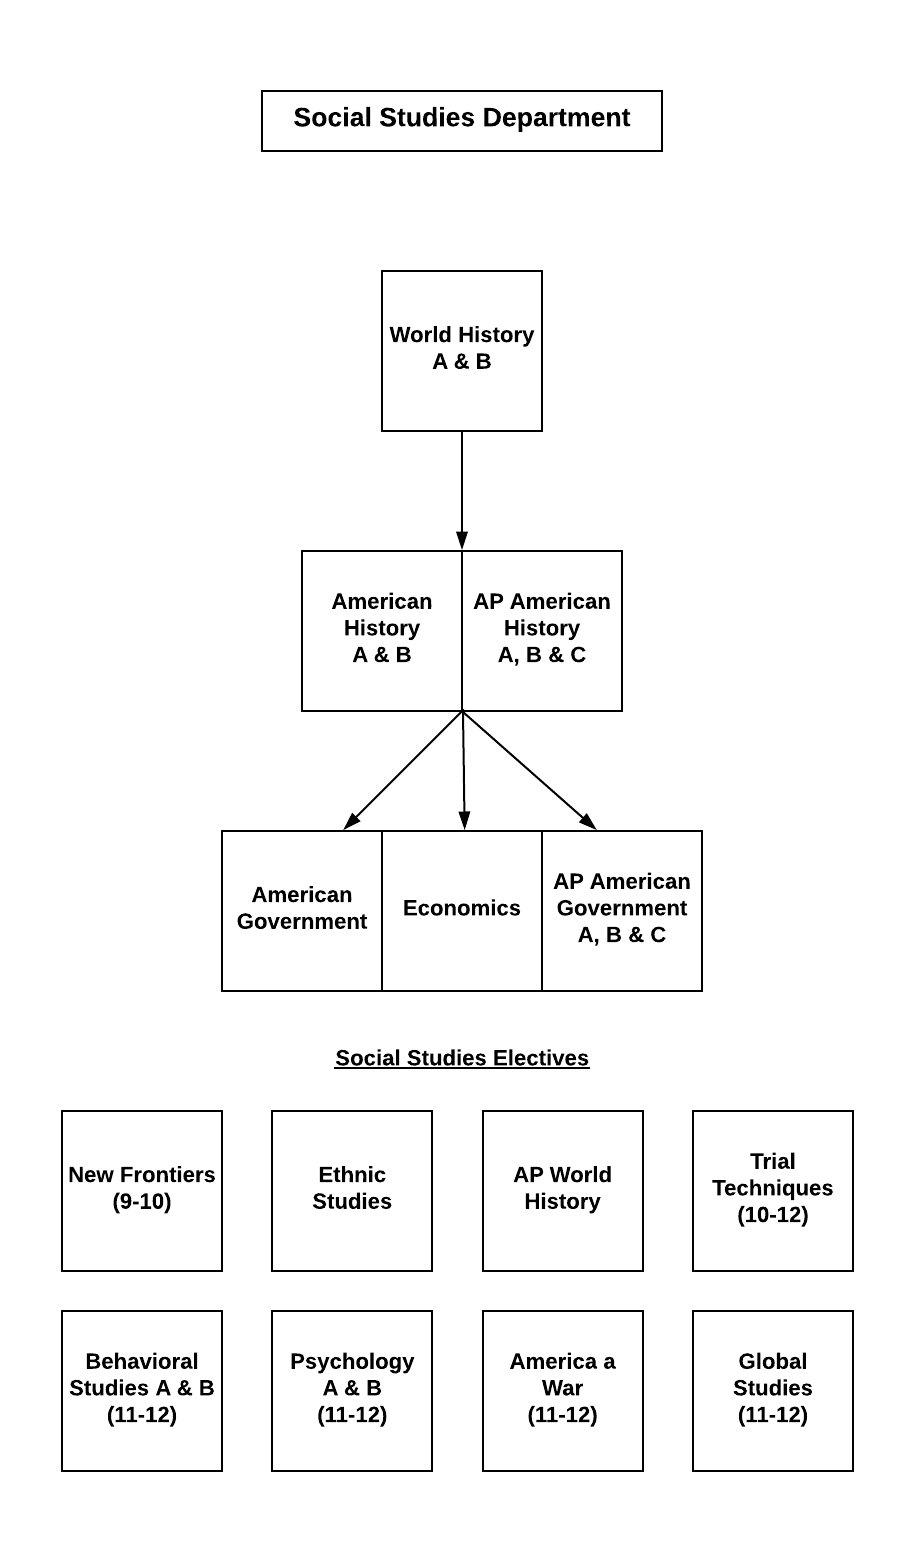 Social Studies Department
World History
A & B
American
History
A & B
AP American
History
A, B & C
American
Government
Economics
AP American
Government
A, B & C
Social Studies Electives
New Frontiers
(9-10)
Ethnic
Studies
AP World
History
Trial
Techniques
(10-12)
Behavioral
Studies A & B
(11-12)
Psychology
A & B
(11-12)
America a
War
(11-12)
Global
Studies
(11-12)